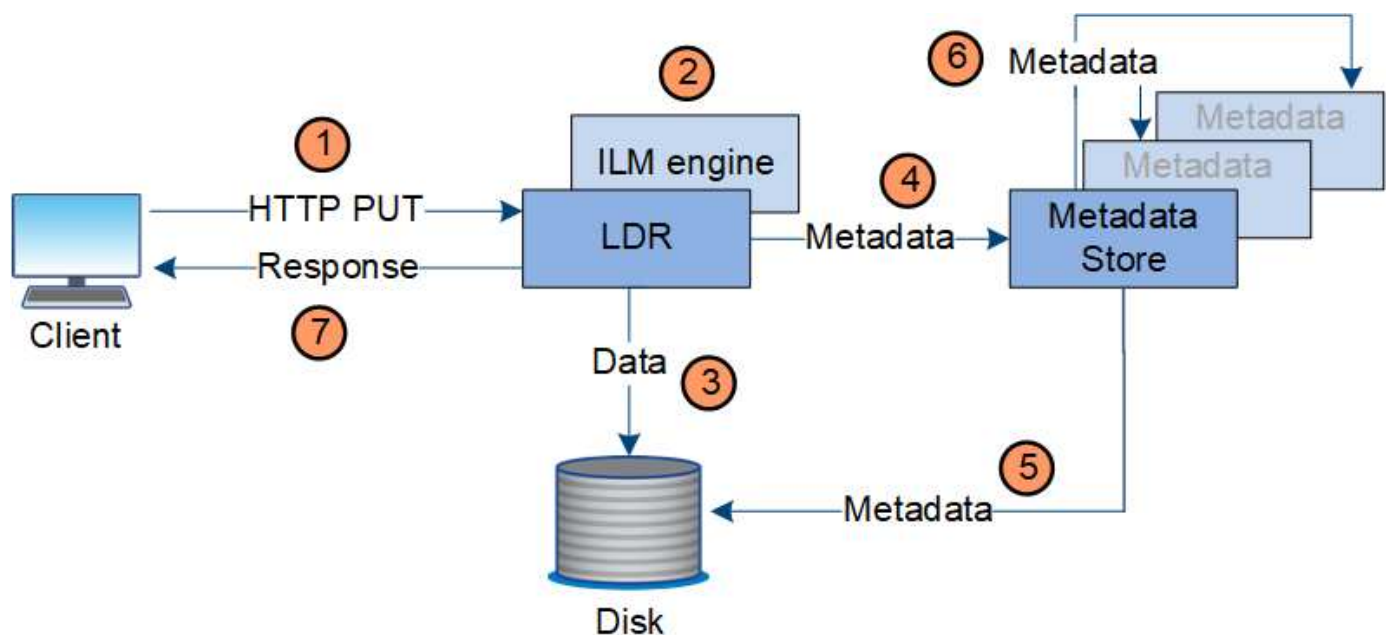 6
Metadata
2
Metadata
1
ILM engine
Metadata
4
HTTP PUT
LDR
Metadata
Metadata
Store
Response
Client
7
Data
3
5
Metadata
Disk